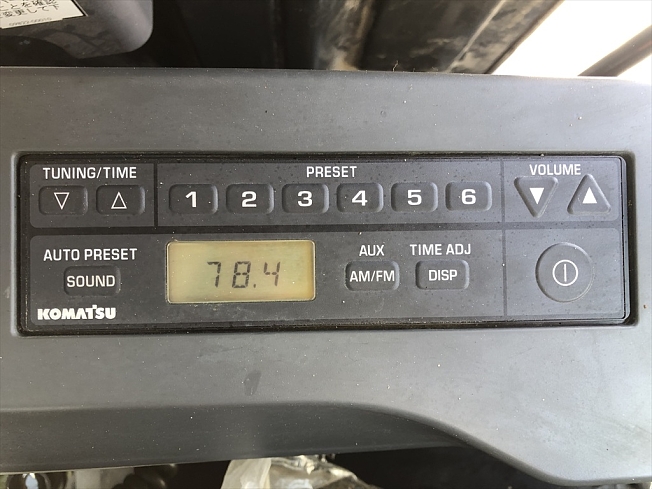 TUNING/TIME
PRESET
VOLUME
1 2 3 4 5 6
AUTO PRESET
SOUND
78.4
AUX
AM/FM
TIME ADJ
DISP
KOMATSU